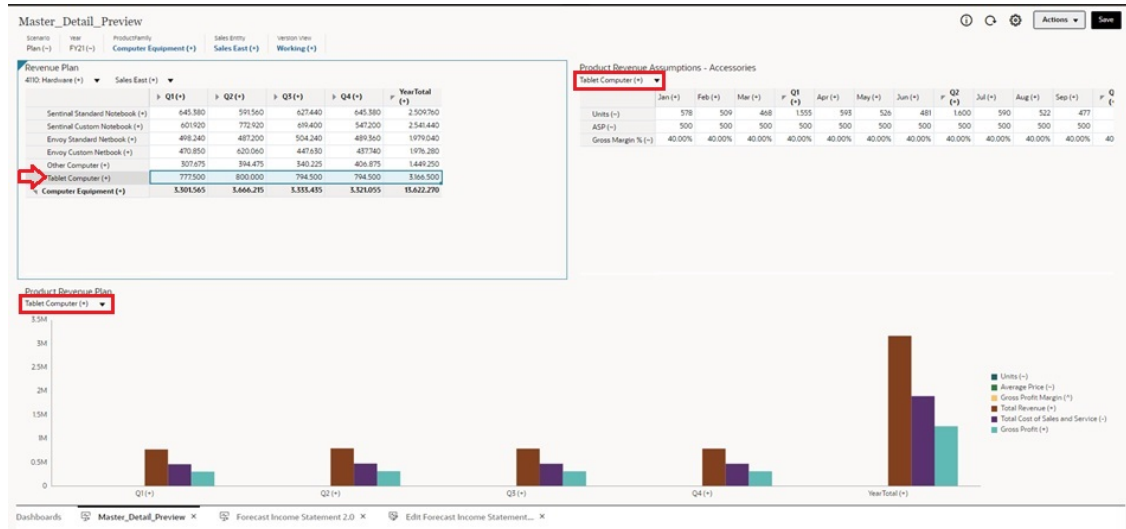 Master_Detail_Preview
Actions
Save
Scenario Year ProductFamily Sales Entity Version View
Plan (~) FY21 (~) Computer Equipment (+) Sales East (+) Working (+)
Revenue Plan
4110: Hardware (+) Sales East (+)
Q1 (+) Q2 (+) Q3 (+) Q4 (+) YearTotal (+)
Sentinal Standard Notebook (+) 645.380 591.560 627.440 645.380 2.509.760
Sentinal Custom Notebook (+) 601.920 772.920 619.400 547.200 2.541.440
Envoy Standard Netbook (+) 498.240 487.200 504.240 489.360 1.979.040
Envoy Custom Netbook (+) 470.850 620.060 447.630 437.740 1.976.280
Other Computer (+) 307.675 394.475 340.225 406.875 1.449.250
Tablet Computer (+) 777.500 800.000 794.500 794.500 3.166.500
Computer Equipment (+) 3.301.565 3.666.215 3.333.435 3.321.055 13.622.270
Product Revenue Assumptions - Accessories
Tablet Computer (+)
Jan (+) Feb (+) Mar (+) Q1 (+) Apr (+) May (+) Jun (+) Q2 (+) Jul (+) Aug (+) Sep (+)
Units (~) 578 509 468 1.555 593 526 481 1.600 590 522 477
ASP (~) 500 500 500 500 500 500 500 500 500 500 500
Gross Margin % (~) 40.00% 40.00% 40.00% 40.00% 40.00% 40.00% 40.00% 40.00% 40.00% 40.00% 40.00% 40
Product Revenue Plan
Tablet Computer (+)
3.5M
3M
2.5M
2M
1.5M
1M
0.5M
0
Q1 (+) Q2 (+) Q3 (+) Q4 (+) YearTotal (+)
Units (~)
Average Price (~)
Gross Profit Margin (^)
Total Revenue (+)
Total Cost of Sales and Service (-)
Gross Profit (+)
Dashboards Master_Detail_Preview × Forecast Income Statement 2.0 × Edit Forecast Income Statement... ×